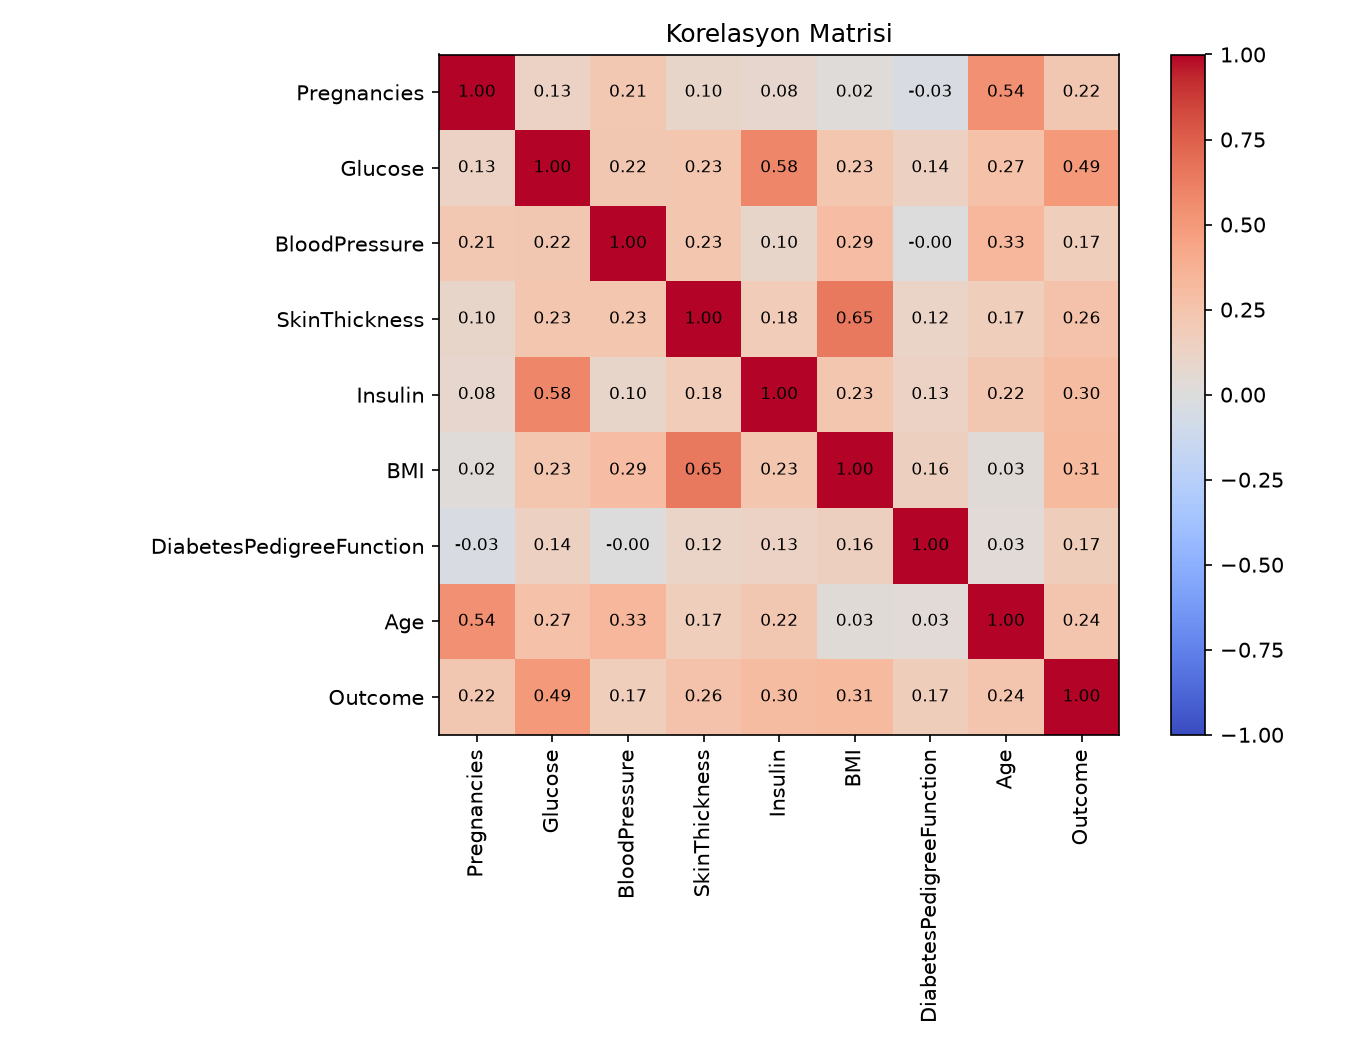 Korelasyon Matrisi
Pregnancies 1.00 0.13 0.21 0.10 0.08 0.02 -0.03 0.54 0.22
Glucose 0.13 1.00 0.22 0.23 0.58 0.23 0.14 0.27 0.49
BloodPressure 0.21 0.22 1.00 0.23 0.10 0.29 -0.00 0.33 0.17
SkinThickness 0.10 0.23 0.23 1.00 0.18 0.65 0.12 0.17 0.26
Insulin 0.08 0.58 0.10 0.18 1.00 0.23 0.13 0.22 0.30
BMI 0.02 0.23 0.29 0.65 0.23 1.00 0.16 0.03 0.31
DiabetesPedigreeFunction -0.03 0.14 -0.00 0.12 0.13 0.16 1.00 0.03 0.17
Age 0.54 0.27 0.33 0.17 0.22 0.03 0.03 1.00 0.24
Outcome 0.22 0.49 0.17 0.26 0.30 0.31 0.17 0.24 1.00
Pregnancies
Glucose
BloodPressure
SkinThickness
Insulin
BMI
DiabetesPedigreeFunction
Age
Outcome
1.00
0.75
0.50
0.25
0.00
−0.25
−0.50
−0.75
−1.00